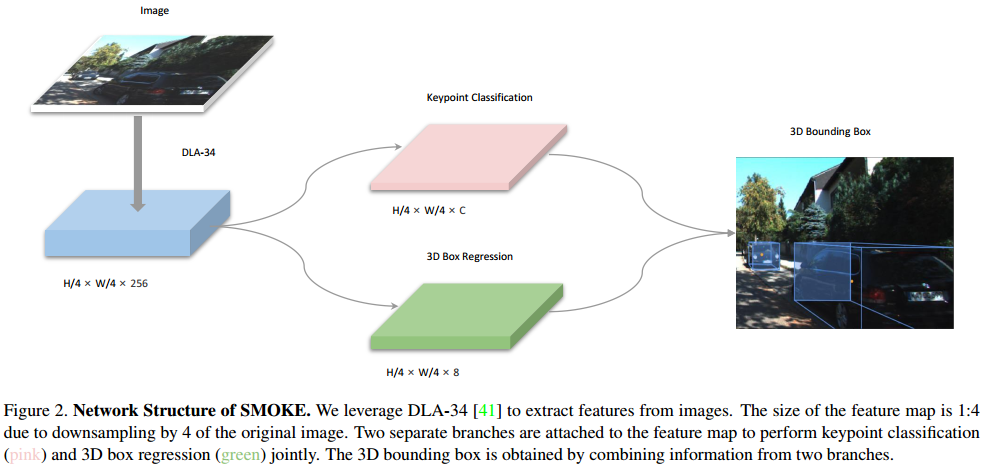 Image
DLA-34
H/4 × W/4 × 256
Keypoint Classification
H/4 × W/4 × C
3D Box Regression
H/4 × W/4 × 8
3D Bounding Box
Figure 2. Network Structure of SMOKE. We leverage DLA-34 [41] to extract features from images. The size of the feature map is 1:4
due to downsampling by 4 of the original image. Two separate branches are attached to the feature map to perform keypoint classification
(pink) and 3D box regression (green) jointly. The 3D bounding box is obtained by combining information from two branches.